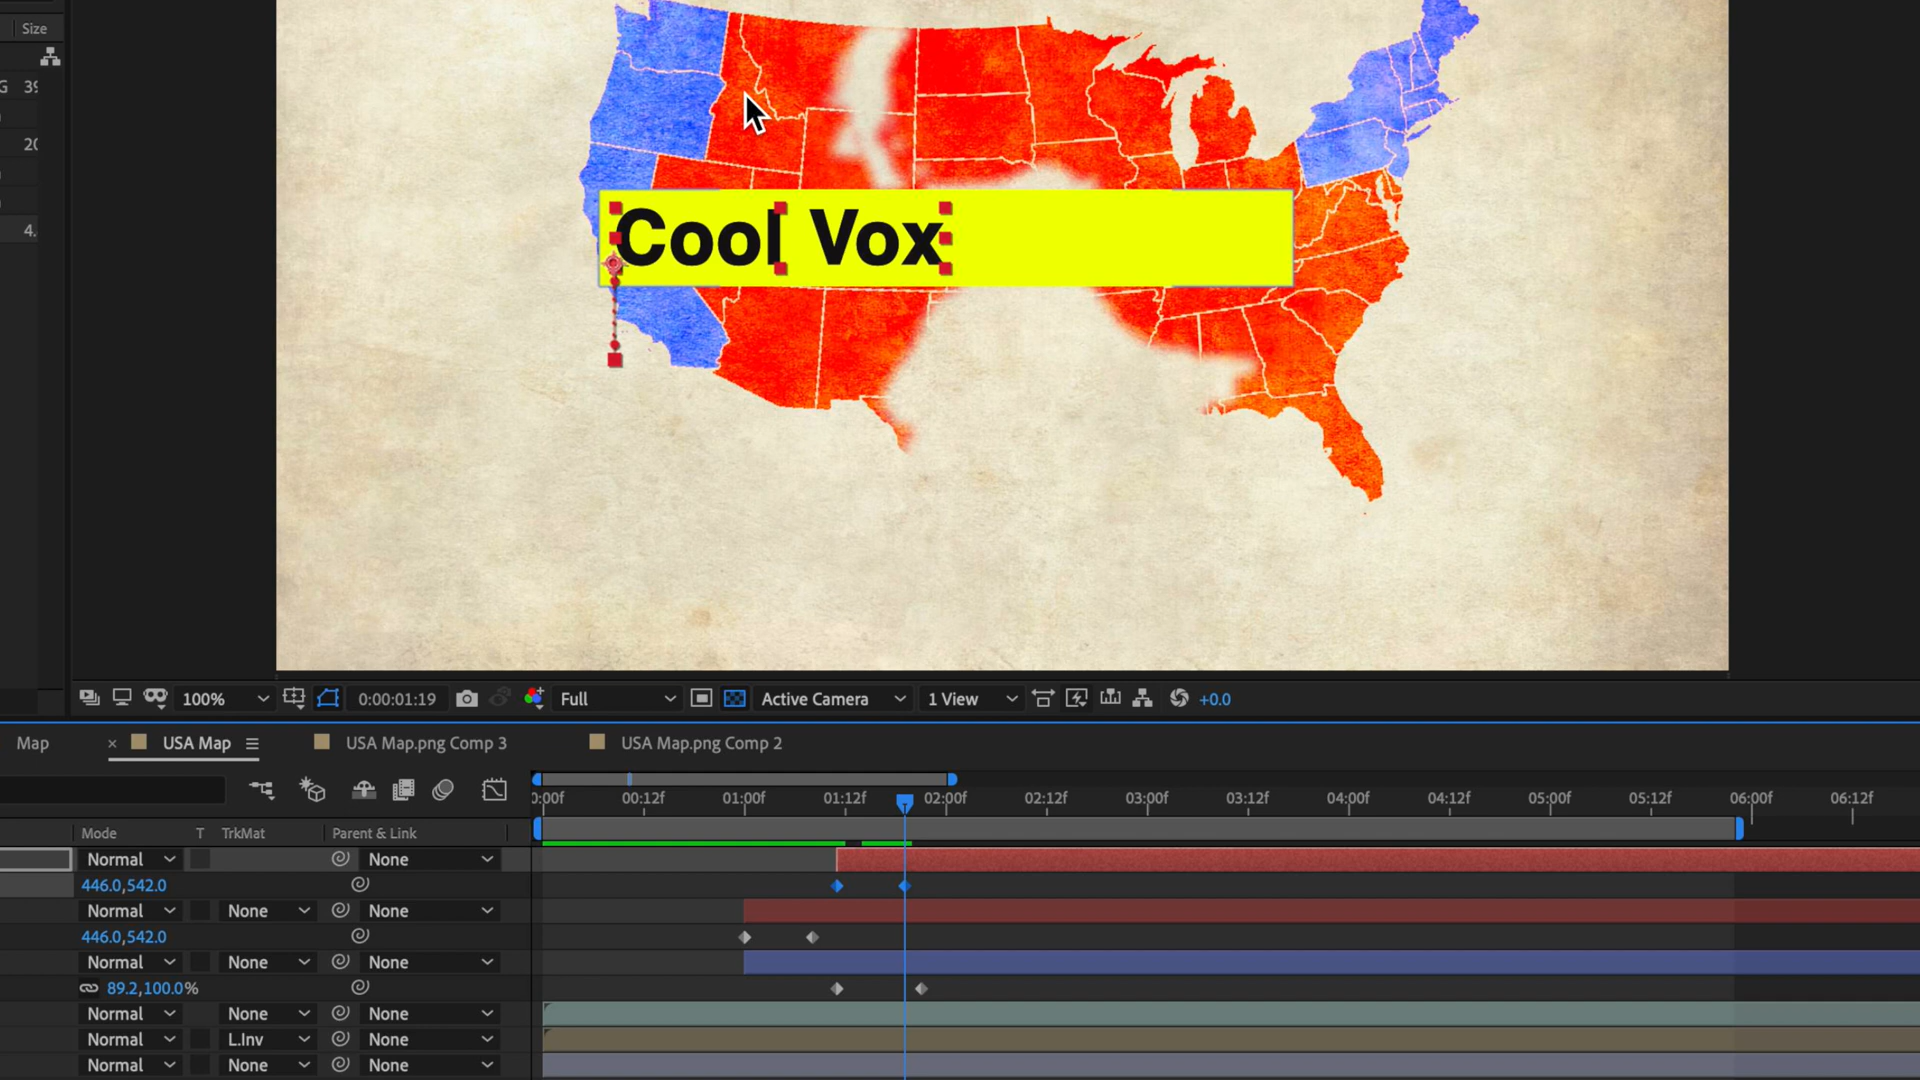 Size
G 39
20
4.
Cool Vox
100% 0:00:01:19 Full Active Camera 1 View +0.0
Map × USA Map USA Map.png Comp 3 USA Map.png Comp 2
0:00f 00:12f 01:00f 01:12f 02:00f 02:12f 03:00f 03:12f 04:00f 04:12f 05:00f 05:12f 06:00f 06:12f
Mode T TrkMat Parent & Link
Normal None
446.0,542.0
Normal None None
446.0,542.0
Normal None None
89.2,100.0%
Normal None None
Normal L.Inv None
Normal None None